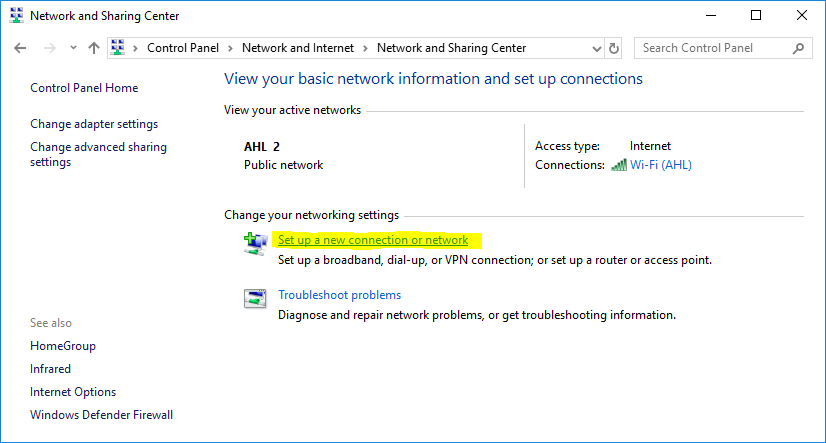 Network and Sharing Center
Control Panel > Network and Internet > Network and Sharing Center
Search Control Panel
Control Panel Home
Change adapter settings
Change advanced sharing
settings
View your basic network information and set up connections
View your active networks
AHL 2
Public network
Access type: Internet
Connections: Wi-Fi (AHL)
Change your networking settings
Set up a new connection or network
Set up a broadband, dial-up, or VPN connection; or set up a router or access point.
Troubleshoot problems
Diagnose and repair network problems, or get troubleshooting information.
See also
HomeGroup
Infrared
Internet Options
Windows Defender Firewall